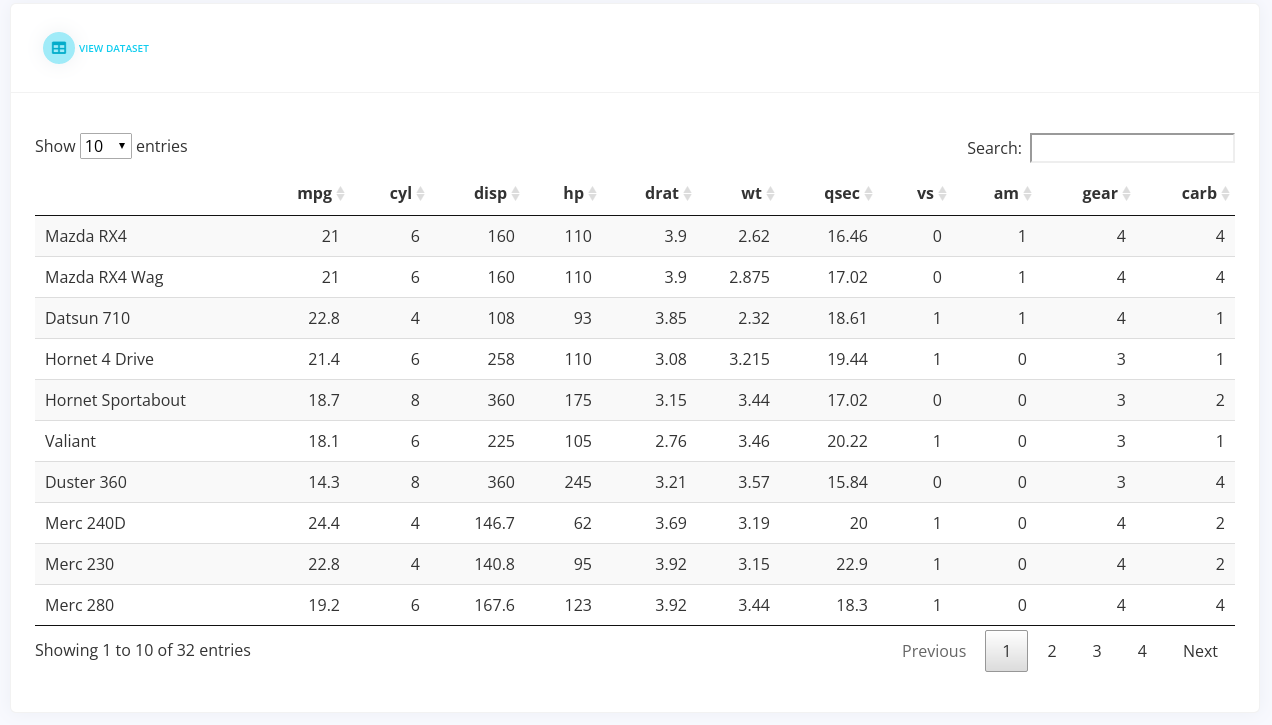 VIEW DATASET
Show 10 entries Search:
mpg cyl disp hp drat wt qsec vs am gear carb
Mazda RX4 21 6 160 110 3.9 2.62 16.46 0 1 4 4
Mazda RX4 Wag 21 6 160 110 3.9 2.875 17.02 0 1 4 4
Datsun 710 22.8 4 108 93 3.85 2.32 18.61 1 1 4 1
Hornet 4 Drive 21.4 6 258 110 3.08 3.215 19.44 1 0 3 1
Hornet Sportabout 18.7 8 360 175 3.15 3.44 17.02 0 0 3 2
Valiant 18.1 6 225 105 2.76 3.46 20.22 1 0 3 1
Duster 360 14.3 8 360 245 3.21 3.57 15.84 0 0 3 4
Merc 240D 24.4 4 146.7 62 3.69 3.19 20 1 0 4 2
Merc 230 22.8 4 140.8 95 3.92 3.15 22.9 1 0 4 2
Merc 280 19.2 6 167.6 123 3.92 3.44 18.3 1 0 4 4
Showing 1 to 10 of 32 entries Previous 1 2 3 4 Next